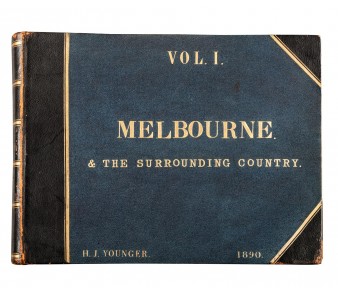 VOL. I.
MELBOURNE.
& THE SURROUNDING COUNTRY.
H. J. YOUNGER. 1890.